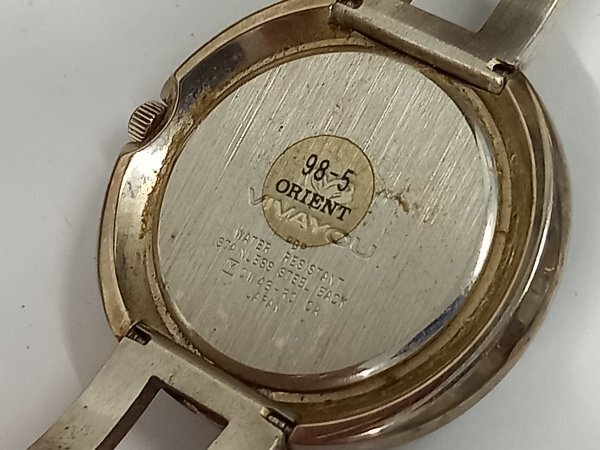 98-5
ORIENT
VIVAYOU
WATER RESISTANT
STAINLESS STEEL BACK
JAPAN